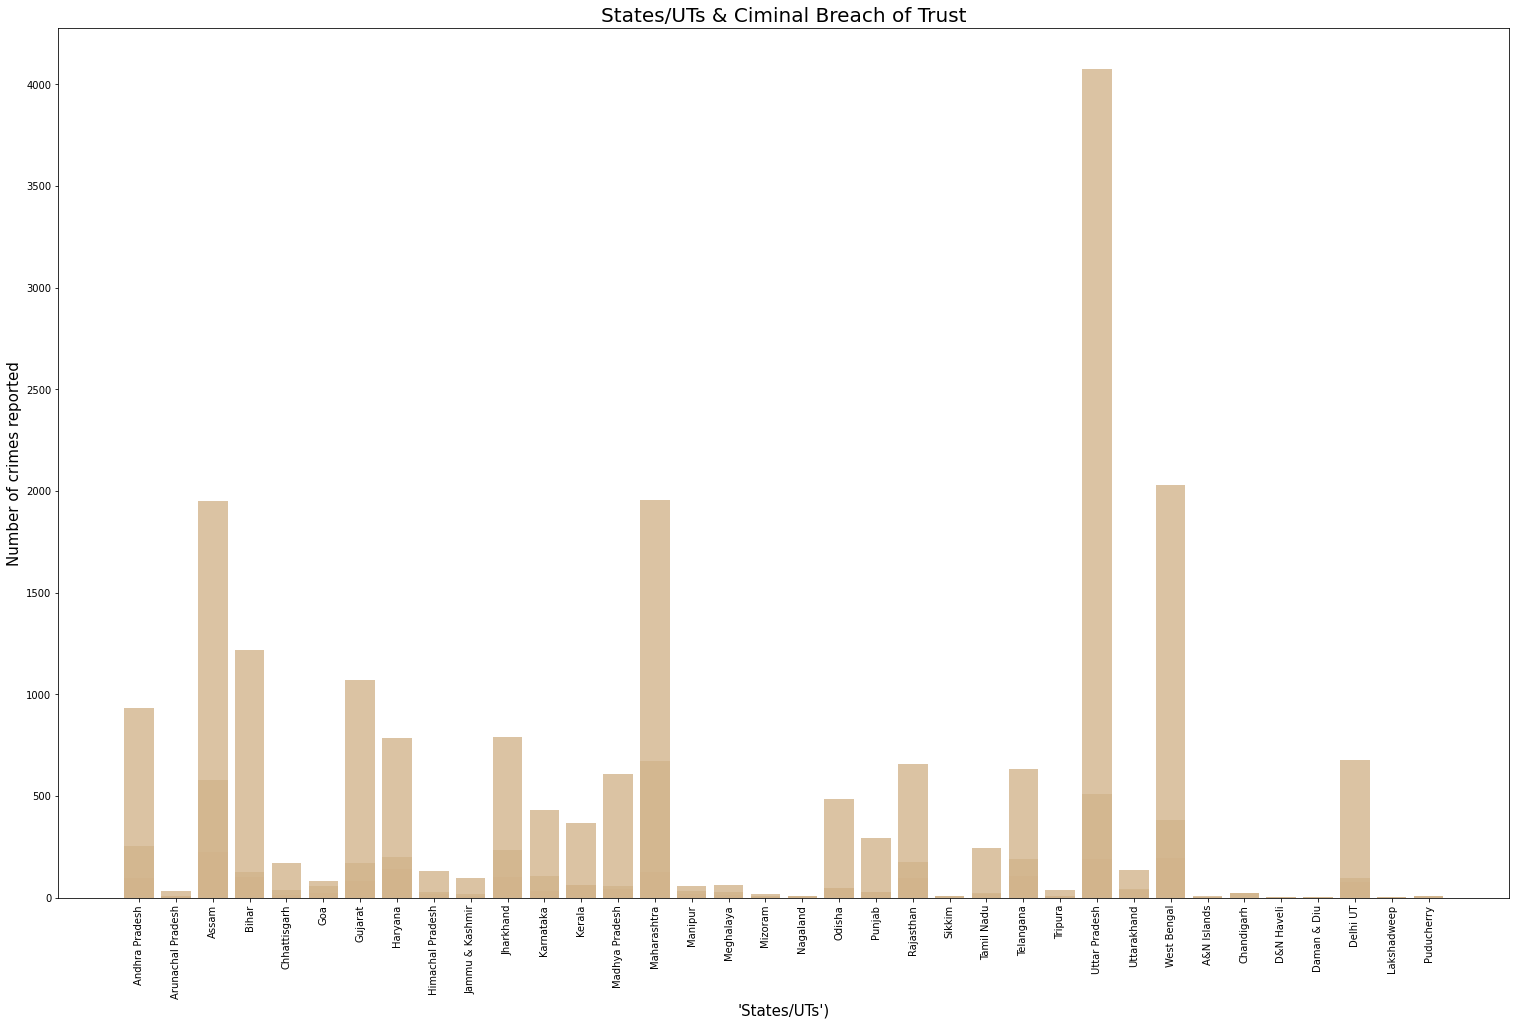 States/UTs & Ciminal Breach of Trust
Number of crimes reported
4000
3500
3000
2500
2000
1500
1000
500
0
Andhra Pradesh
Arunachal Pradesh
Assam
Bihar
Chhattisgarh
Goa
Gujarat
Haryana
Himachal Pradesh
Jammu & Kashmir
Jharkhand
Karnataka
Kerala
Madhya Pradesh
Maharashtra
Manipur
Meghalaya
Mizoram
Nagaland
Odisha
Punjab
Rajasthan
Sikkim
Tamil Nadu
Telangana
Tripura
Uttar Pradesh
Uttarakhand
West Bengal
A&N Islands
Chandigarh
D&N Haveli
Daman & Diu
Delhi UT
Lakshadweep
Puducherry
'States/UTs')